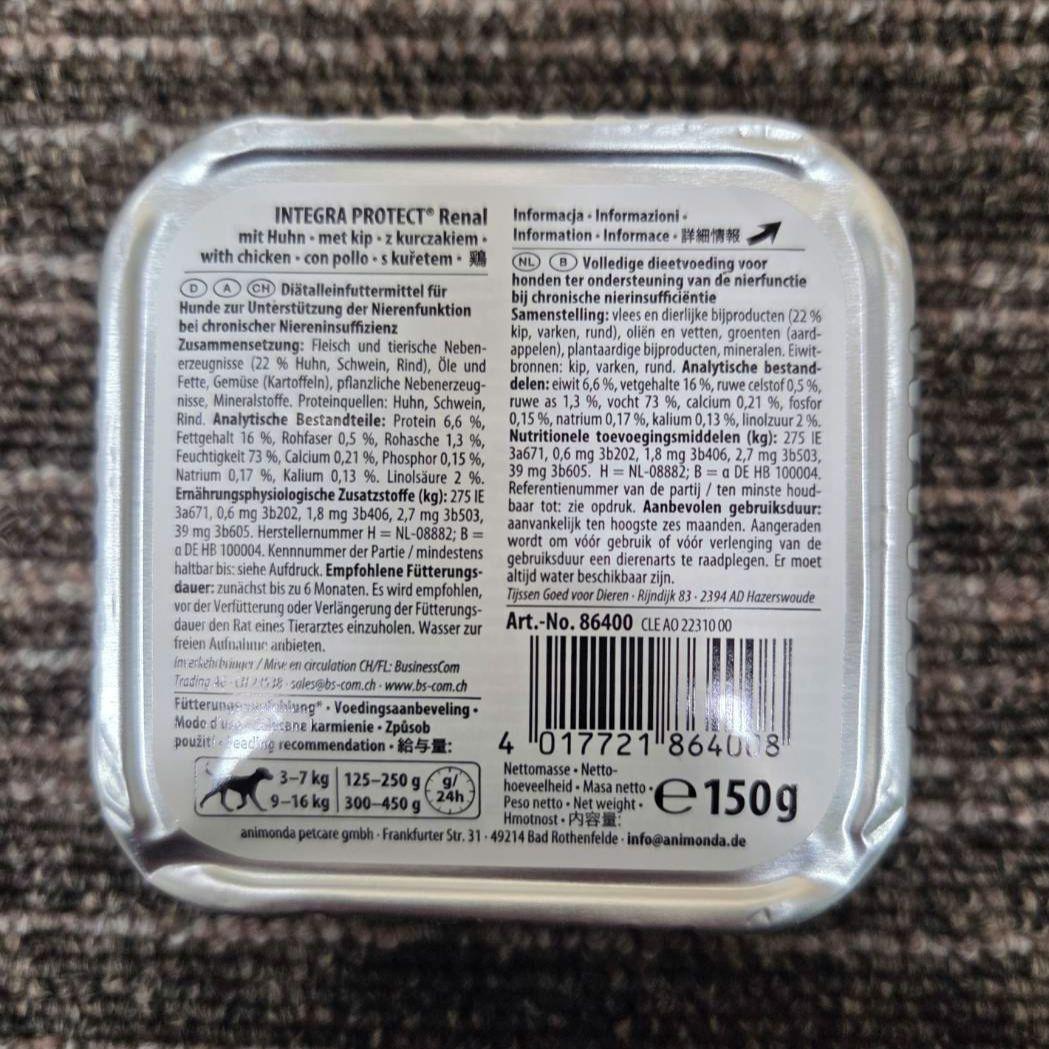 INTEGRA PROTECT® Renal
mit Huhn • met kip • z kurczakiem •
with chicken • con pollo • s kuřetem • 鶏
D A CH Diätalleinfuttermittel für
Hunde zur Unterstützung der Nierenfunktion
bei chronischer Niereninsuffizienz
Zusammensetzung: Fleisch und tierische Neben-
erzeugnisse (22 % Huhn, Schwein, Rind), Öle und
Fette, Gemüse (Kartoffeln), pflanzliche Nebenerzeug-
nisse, Mineralstoffe. Proteinquellen: Huhn, Schwein,
Rind. Analytische Bestandteile: Protein 6,6 %,
Fettgehalt 16 %, Rohfaser 0,5 %, Rohasche 1,3 %,
Feuchtigkeit 73 %, Calcium 0,21 %, Phosphor 0,15 %,
Natrium 0,17 %, Kalium 0,13 %. Linolsäure 2 %.
Ernährungsphysiologische Zusatzstoffe (kg): 275 IE
3a671, 0,6 mg 3b202, 1,8 mg 3b406, 2,7 mg 3b503,
39 mg 3b605. Herstellernummer H = NL-08882; B =
α DE HB 100004. Kennnummer der Partie / mindestens
haltbar bis: siehe Aufdruck. Empfohlene Fütterungs-
dauer: zunächst bis zu 6 Monaten. Es wird empfohlen,
vor der Verfütterung oder Verlängerung der Fütterungs-
dauer den Rat eines Tierarztes einzuholen. Wasser zur
freien Aufnahme anbieten.
/ Mise en circulation CH/FL: BusinessCom
Trading · sales@bs-com.ch · www.bs-com.ch
Voedingsaanbeveling •
Mode karmienie • Způsob
recommendation • 給与量:
3–7 kg 125–250 g g/
9–16 kg 300–450 g 24h
Informacja • Informazioni •
Information • Informace • 詳細情報
NL B Volledige dieetvoeding voor
honden ter ondersteuning van de nierfunctie
bij chronische nierinsufficiëntie
Samenstelling: vlees en dierlijke bijproducten (22 %
kip, varken, rund), oliën en vetten, groenten (aard-
appelen), plantaardige bijproducten, mineralen. Eiwit-
bronnen: kip, varken, rund. Analytische bestand-
delen: eiwit 6,6 %, vetgehalte 16 %, ruwe celstof 0,5 %,
ruwe as 1,3 %, vocht 73 %, calcium 0,21 %, fosfor
0,15 %, natrium 0,17 %, kalium 0,13 %, linolzuur 2 %.
Nutritionele toevoegingsmiddelen (kg): 275 IE
3a671, 0,6 mg 3b202, 1,8 mg 3b406, 2,7 mg 3b503,
39 mg 3b605. H = NL-08882; B = α DE HB 100004.
Referentienummer van de partij / ten minste houd-
baar tot: zie opdruk. Aanbevolen gebruiksduur:
aanvankelijk ten hoogste zes maanden. Aangeraden
wordt om vóór gebruik of vóór verlenging van de
gebruiksduur een dierenarts te raadplegen. Er moet
altijd water beschikbaar zijn.
Tijssen Goed voor Dieren · Rijndijk 83 · 2394 AD Hazerswoude
Art.-No. 86400 CLE AO 22310 00
4 017721 864008
Nettomasse • Netto-
hoeveelheid • Masa netto •
Peso netto • Net weight •
Hmotnost • 内容量:
℮ 150g
animonda petcare gmbh · Frankfurter Str. 31 · 49214 Bad Rothenfelde · info@animonda.de